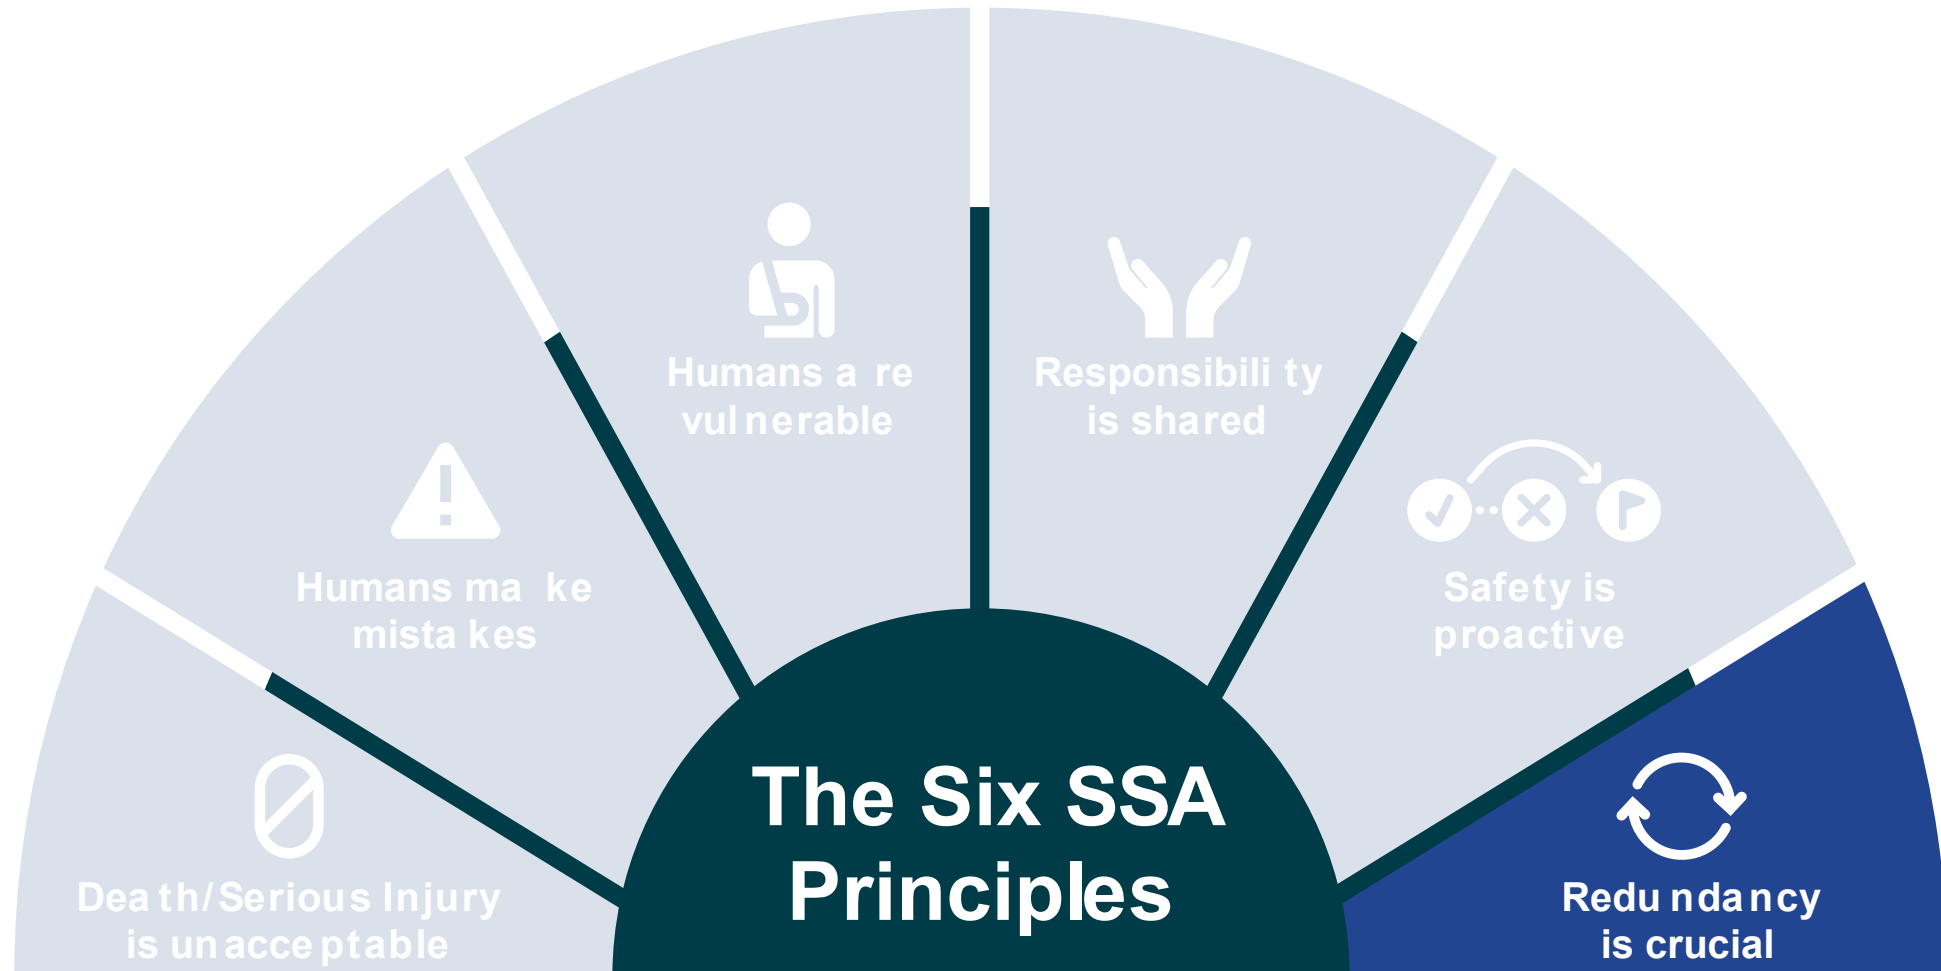 Humans are
vulnerable
Responsibility
is shared
Humans make
mistakes
Safety is
proactive
The Six SSA
Principles
Death/Serious Injury
is unacceptable
Redundancy
is crucial